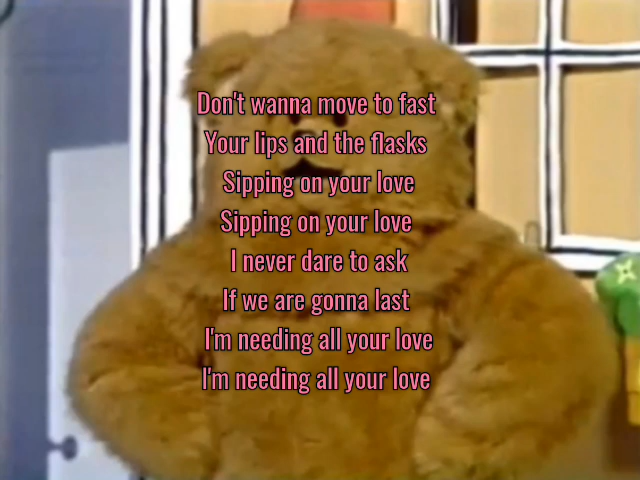 Don't wanna move to fast
Your lips and the flasks
Sipping on your love
Sipping on your love
I never dare to ask
If we are gonna last
I'm needing all your love
I'm needing all your love